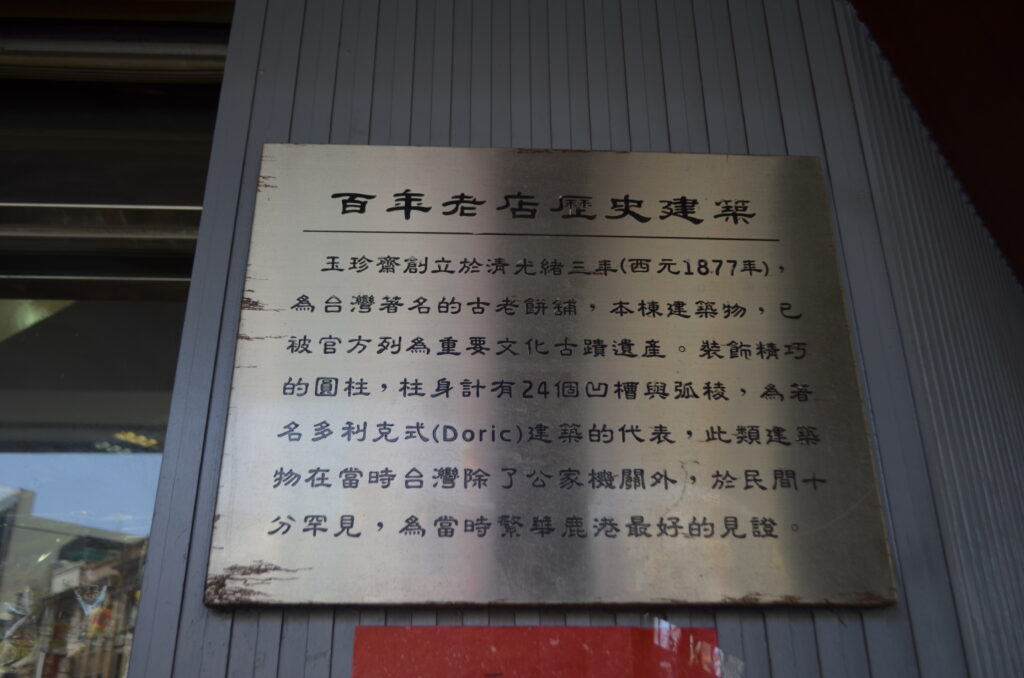 百年老店歷史建築
玉珍齋創立於清光緒三年(西元1877年)，
為台灣著名的古老餅舖，本棟建築物，已
被官方列為重要文化古蹟遺產。裝飾精巧
的圓柱，柱身計有24個凹槽與弧稜，為著
名多利克式(Doric)建築的代表，此類建築
物在當時台灣除了公家機關外，於民間十
分罕見，為當時繁華鹿港最好的見證。